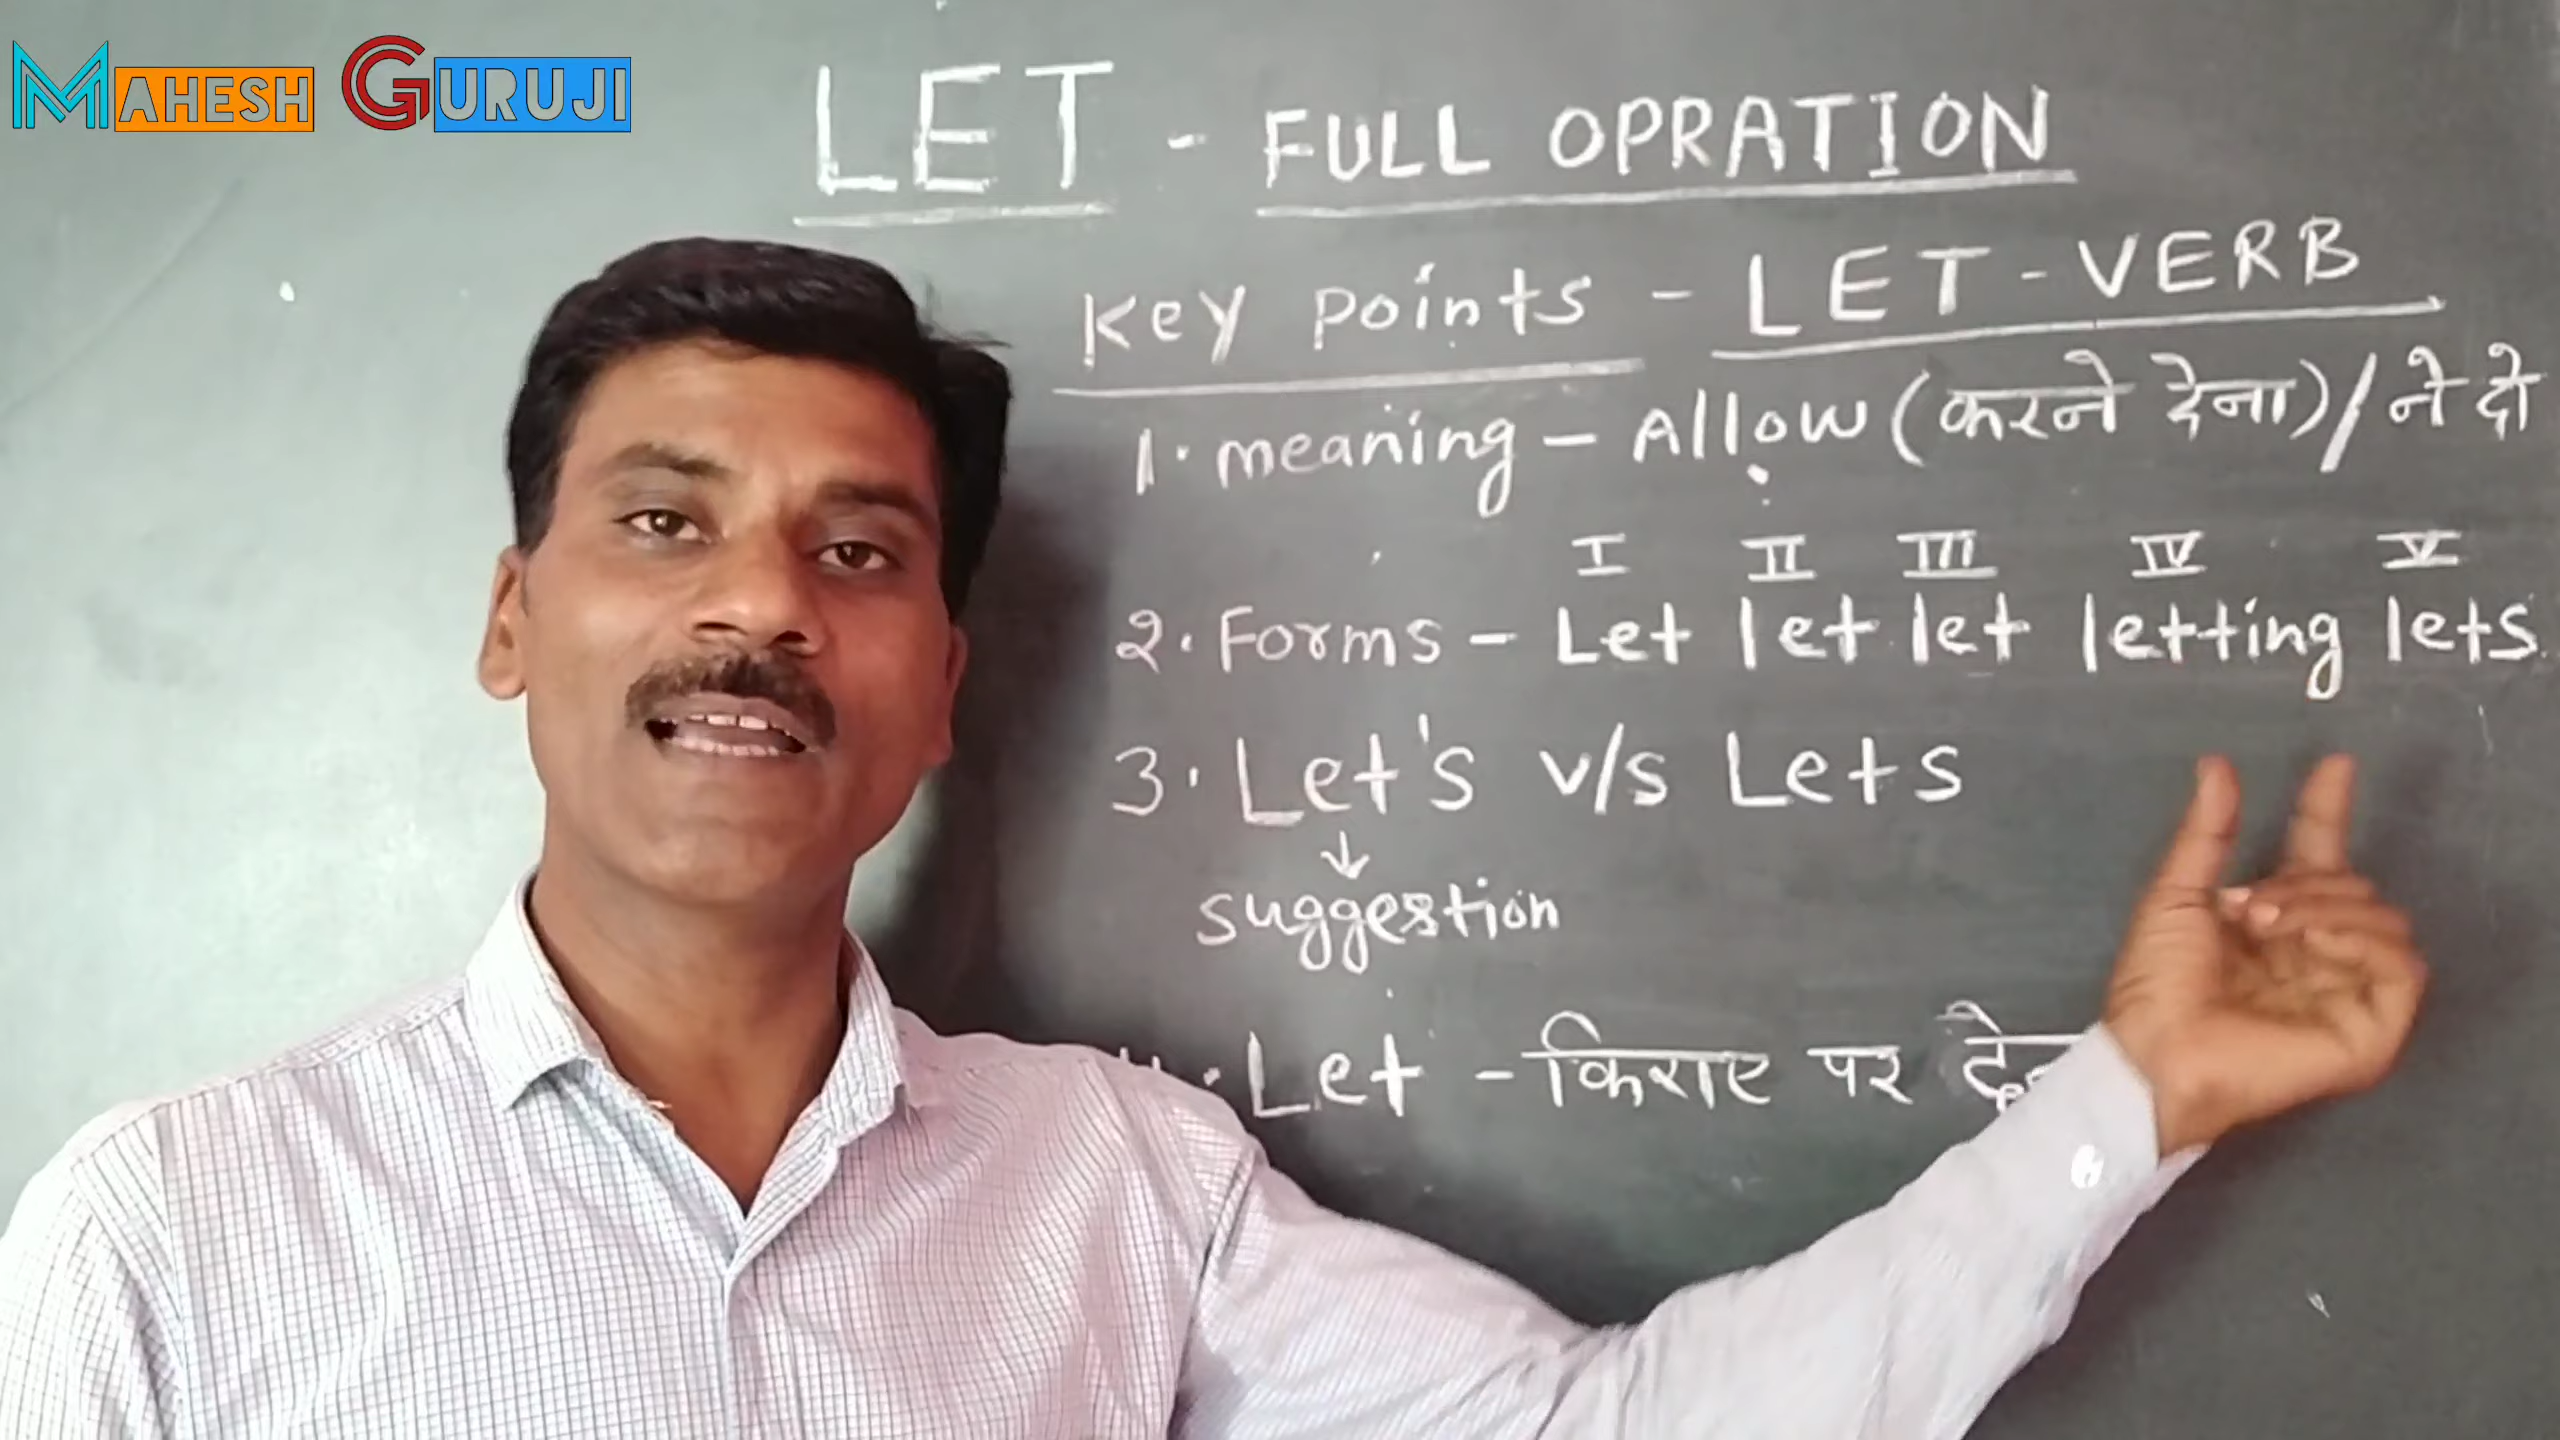 MAHESH GURUJI
LET - FULL OPRATION
Key Points - LET - VERB
1. meaning - Allow (करने देना) / ने दो
I II III IV V
2. Forms - Let let let letting lets
3. Let's v/s Lets
↓
suggestion
Let - किराए पर